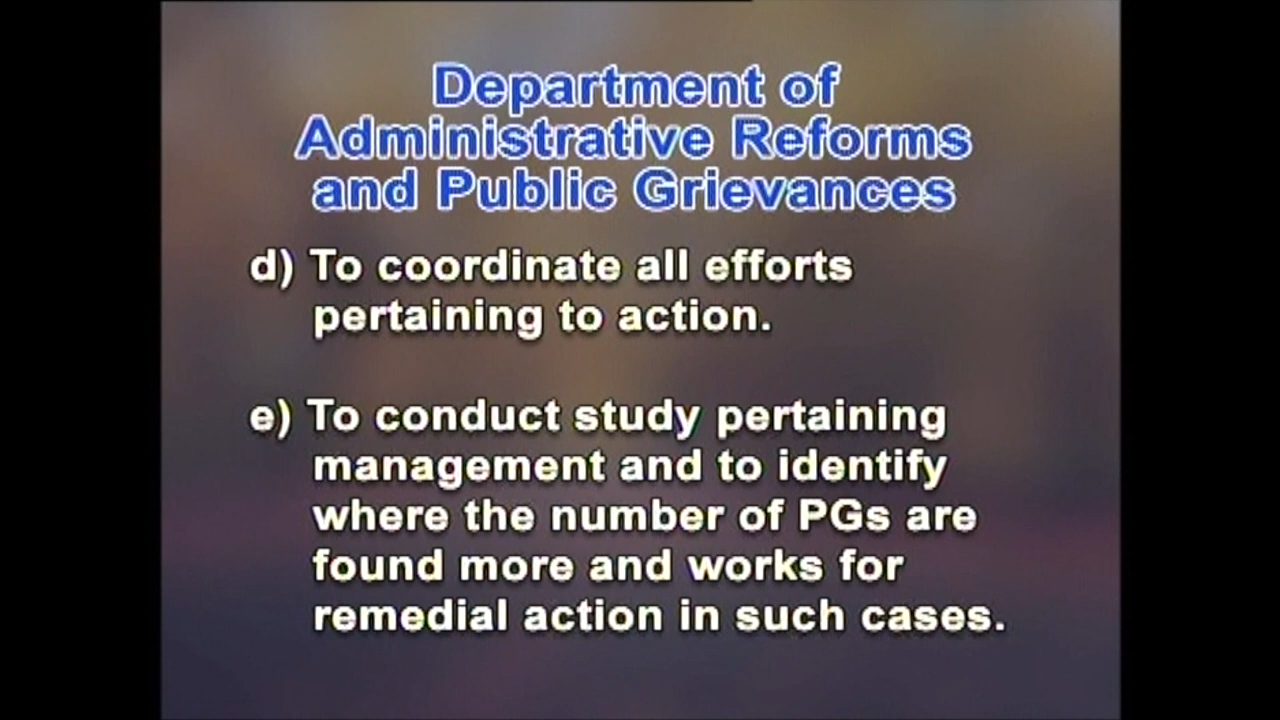 Department of
Administrative Reforms
and Public Grievances
d) To coordinate all efforts
pertaining to action.
e) To conduct study pertaining
management and to identify
where the number of PGs are
found more and works for
remedial action in such cases.